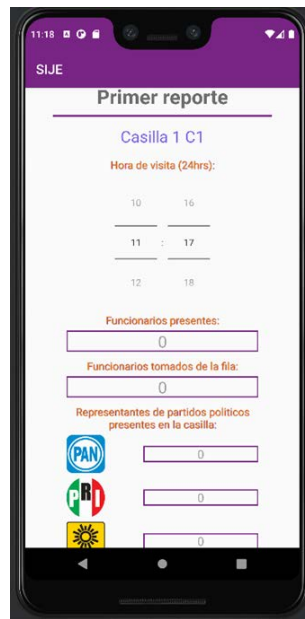 11:18
SIJE
Primer reporte
Casilla 1 C1
Hora de visita (24hrs):
10 16
11 : 17
12 18
Funcionarios presentes:
0
Funcionarios tomados de la fila:
0
Representantes de partidos politicos
presentes en la casilla:
PAN 0
PRI 0
0